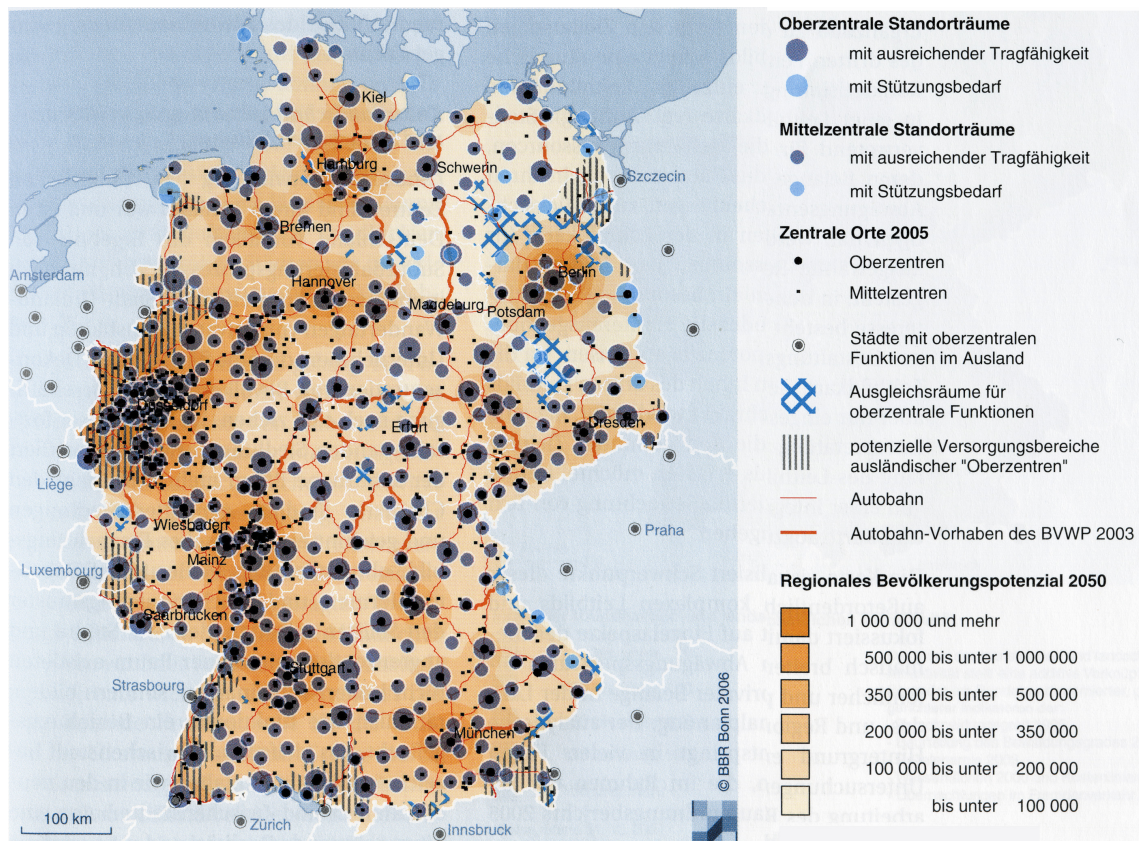 Kiel
Hamburg
Schwerin
Szczecin
Bremen
Amsterdam
Berlin
Hannover
Magdeburg
Potsdam
Düsseldorf
Erfurt
Dresden
Liège
Wiesbaden
Praha
Mainz
Luxembourg
Saarbrücken
Stuttgart
Strasbourg
München
Zürich
Innsbruck
100 km
© BBR Bonn 2006
Oberzentrale Standorträume
mit ausreichender Tragfähigkeit
mit Stützungsbedarf
Mittelzentrale Standorträume
mit ausreichender Tragfähigkeit
mit Stützungsbedarf
Zentrale Orte 2005
Oberzentren
Mittelzentren
Städte mit oberzentralen
Funktionen im Ausland
Ausgleichsräume für
oberzentrale Funktionen
potenzielle Versorgungsbereiche
ausländischer "Oberzentren"
Autobahn
Autobahn-Vorhaben des BVWP 2003
Regionales Bevölkerungspotenzial 2050
1 000 000 und mehr
500 000 bis unter 1 000 000
350 000 bis unter 500 000
200 000 bis unter 350 000
100 000 bis unter 200 000
bis unter 100 000